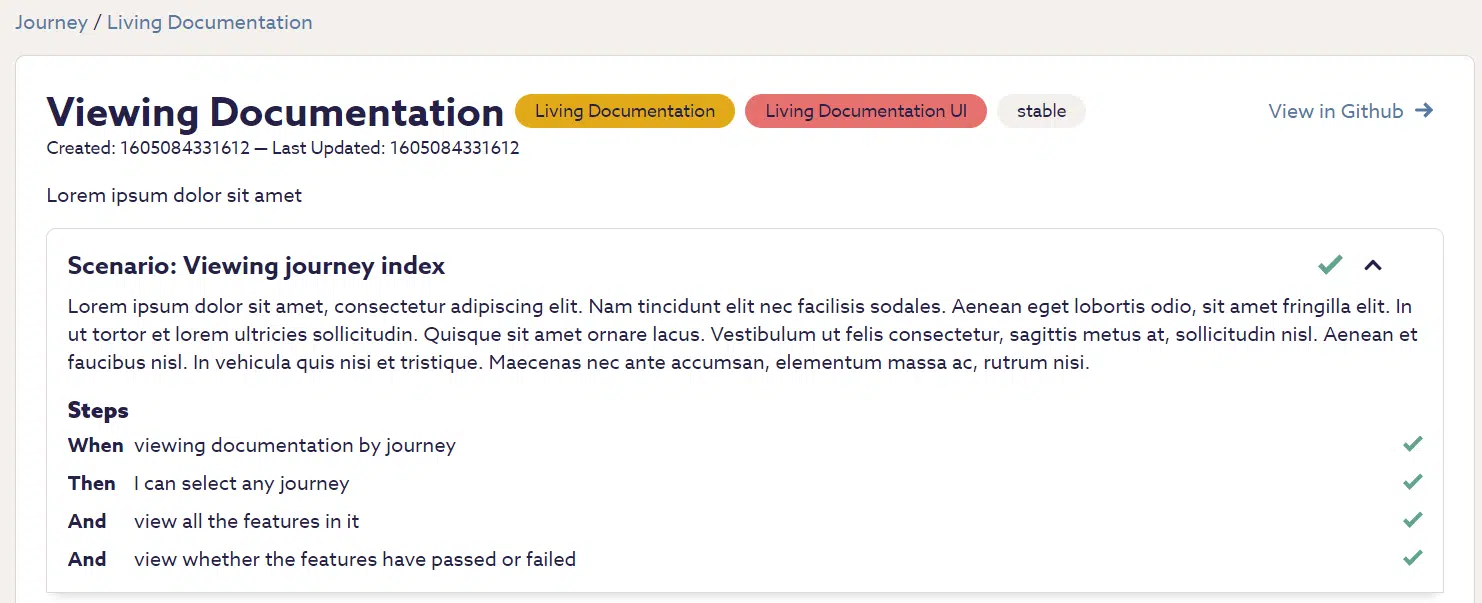 Journey / Living Documentation
Viewing Documentation Living Documentation Living Documentation UI stable View in Github →
Created: 1605084331612 — Last Updated: 1605084331612
Lorem ipsum dolor sit amet
Scenario: Viewing journey index
Lorem ipsum dolor sit amet, consectetur adipiscing elit. Nam tincidunt elit nec facilisis sodales. Aenean eget lobortis odio, sit amet fringilla elit. In
ut tortor et lorem ultricies sollicitudin. Quisque sit amet ornare lacus. Vestibulum ut felis consectetur, sagittis metus at, sollicitudin nisl. Aenean et
faucibus nisl. In vehicula quis nisi et tristique. Maecenas nec ante accumsan, elementum massa ac, rutrum nisi.
Steps
When viewing documentation by journey
Then I can select any journey
And view all the features in it
And view whether the features have passed or failed